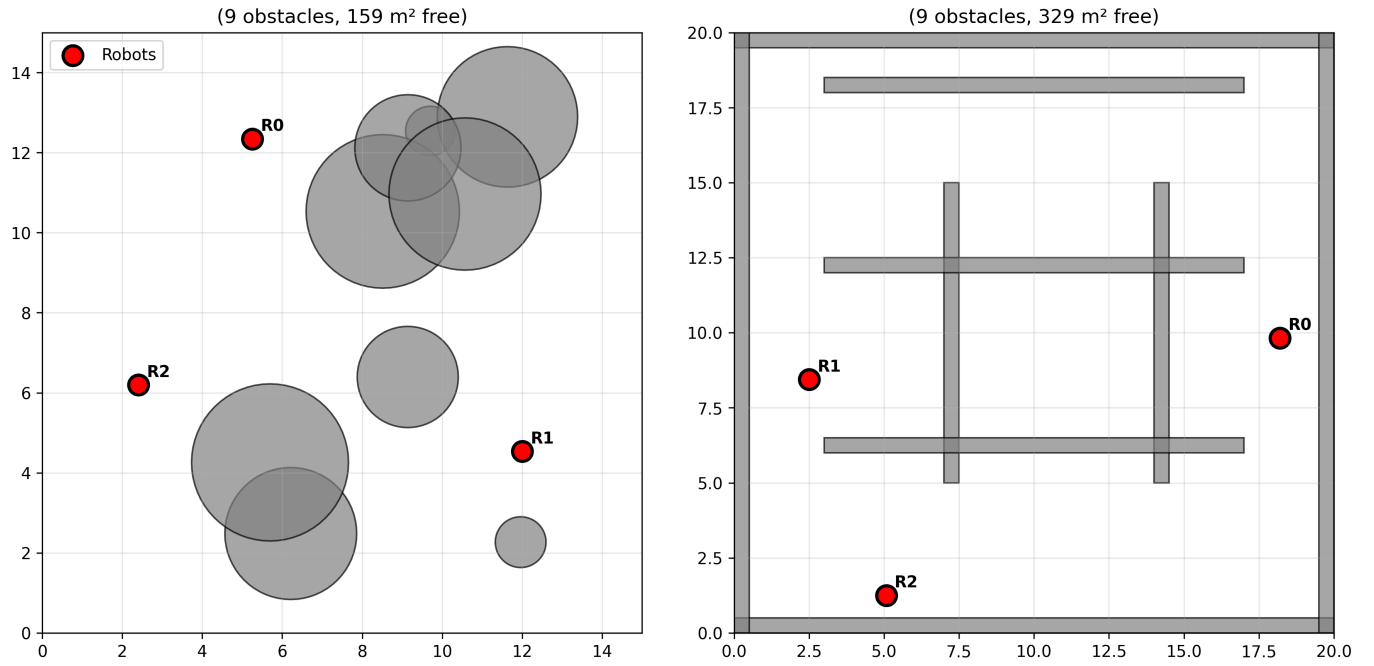 (9 obstacles, 159 m² free)
Robots
R0
R2
R1
14
12
10
8
6
4
2
0
0 2 4 6 8 10 12 14
(9 obstacles, 329 m² free)
20.0
17.5
15.0
12.5
10.0
7.5
5.0
2.5
0.0
R0
R1
R2
0.0 2.5 5.0 7.5 10.0 12.5 15.0 17.5 20.0